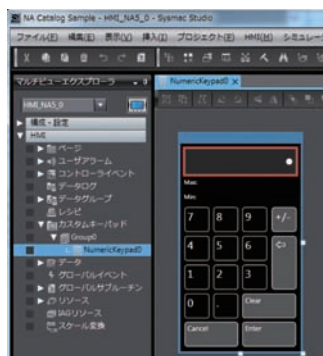 NA Catalog Sample - HMI_NA5_0 - Sysmac Studio
ファイル(F) 編集(E) 表示(V) 挿入(I) プロジェクト(P) HMI(H) シミュレー
マルチビューエクスプローラ
HMI_NA5_0
構成・設定
HMI
ページ
ユーザアラーム
コントローライベント
データログ
データグループ
レシピ
カスタムキーパッド
Group0
NumericKeypad0
データ
グローバルイベント
グローバルサブルーチン
リソース
IAGリソース
スケール変換
NumericKeypad0 ×
Max:
Min:
7 8 9 +/-
4 5 6
1 2 3
0 . Clear
Cancel Enter